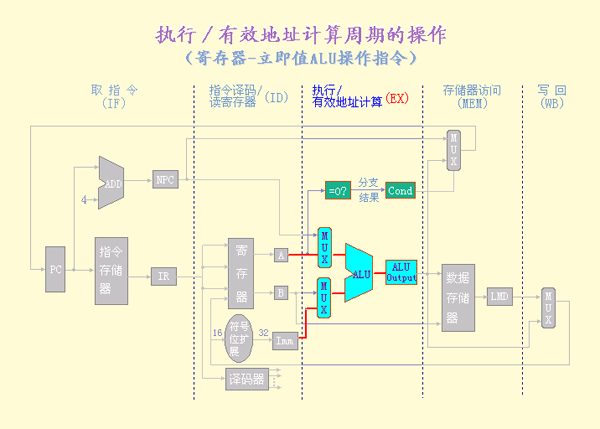 执行／有效地址计算周期的操作
（寄存器-立即值ALU操作指令）
取 指 令
(IF)
指令译码/
读寄存器
(ID)
执行/
有效地址计算
(EX)
存储器访问
(MEM)
写 回
(WB)
MUX
ADD
NPC
4
=0?
分支
结果
Cond
PC
指令
存储
器
IR
寄
存
器
A
B
MUX
MUX
ALU
ALU
Output
数据
存储
器
LMD
MUX
16
符号
位扩
展
32
Imm
译码器